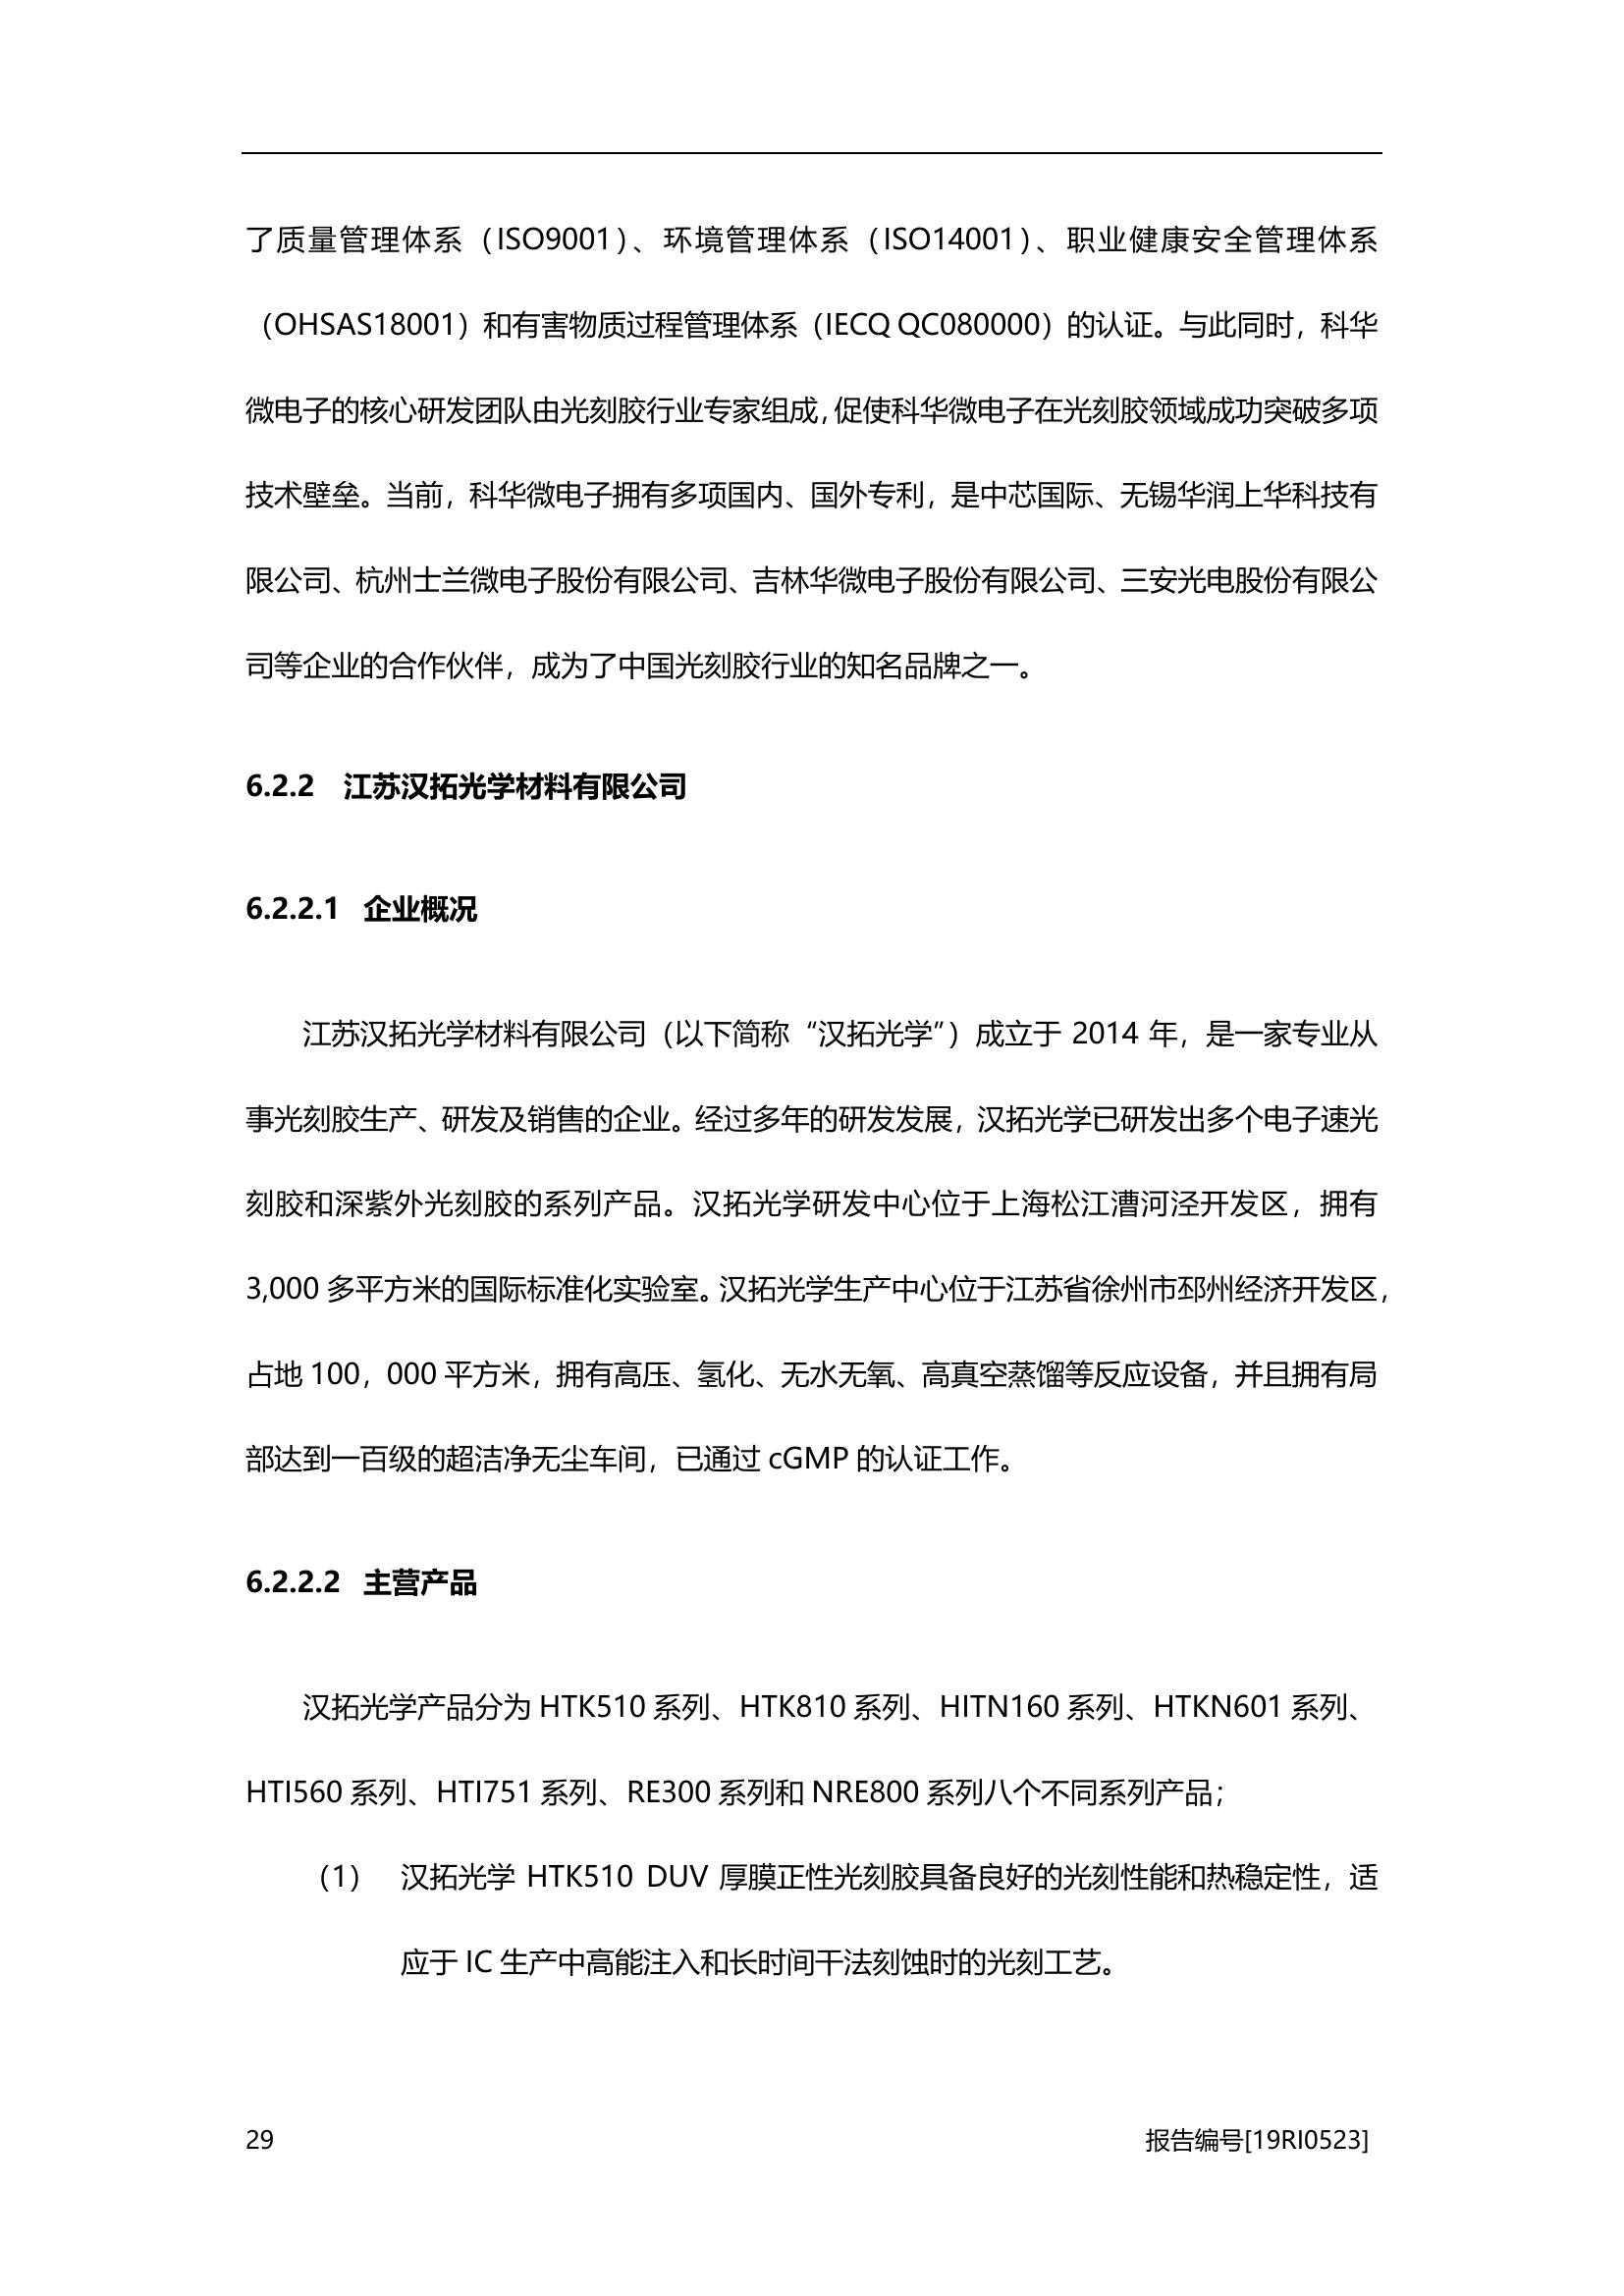 了质量管理体系（ISO9001）、环境管理体系（ISO14001）、职业健康安全管理体系
（OHSAS18001）和有害物质过程管理体系（IECQ QC080000）的认证。与此同时，科华
微电子的核心研发团队由光刻胶行业专家组成，促使科华微电子在光刻胶领域成功突破多项
技术壁垒。当前，科华微电子拥有多项国内、国外专利，是中芯国际、无锡华润上华科技有
限公司、杭州士兰微电子股份有限公司、吉林华微电子股份有限公司、三安光电股份有限公
司等企业的合作伙伴，成为了中国光刻胶行业的知名品牌之一。
6.2.2 江苏汉拓光学材料有限公司
6.2.2.1 企业概况
江苏汉拓光学材料有限公司（以下简称“汉拓光学”）成立于 2014 年，是一家专业从
事光刻胶生产、研发及销售的企业。经过多年的研发发展，汉拓光学已研发出多个电子速光
刻胶和深紫外光刻胶的系列产品。汉拓光学研发中心位于上海松江漕河泾开发区，拥有
3,000 多平方米的国际标准化实验室。汉拓光学生产中心位于江苏省徐州市邳州经济开发区，
占地 100，000 平方米，拥有高压、氢化、无水无氧、高真空蒸馏等反应设备，并且拥有局
部达到一百级的超洁净无尘车间，已通过 cGMP 的认证工作。
6.2.2.2 主营产品
汉拓光学产品分为 HTK510 系列、HTK810 系列、HITN160 系列、HTKN601 系列、
HTI560 系列、HTI751 系列、RE300 系列和 NRE800 系列八个不同系列产品；
（1） 汉拓光学 HTK510 DUV 厚膜正性光刻胶具备良好的光刻性能和热稳定性，适
应于 IC 生产中高能注入和长时间干法刻蚀时的光刻工艺。
29 报告编号[19RI0523]